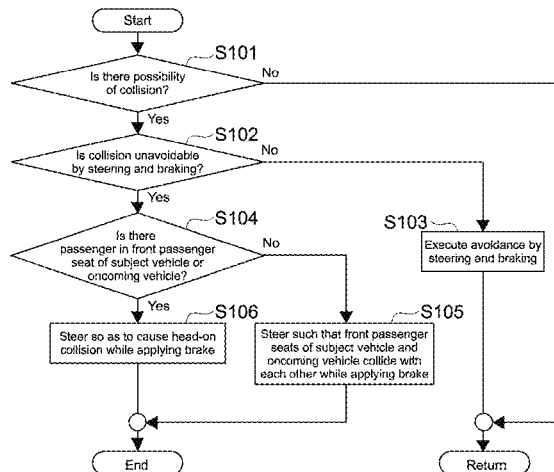 Start
S101
Is there possibility
of collision?
No
Yes
S102
Is collision unavoidable
by steering and braking?
No
Yes
S104
Is there
passenger in front passenger
seat of subject vehicle or
oncoming vehicle?
No
Yes
S103
Execute avoidance by
steering and braking
S106
Steer so as to cause head-on
collision while applying brake
S105
Steer such that front passenger
seats of subject vehicle and
oncoming vehicle collide with
each other while applying brake
End
Return